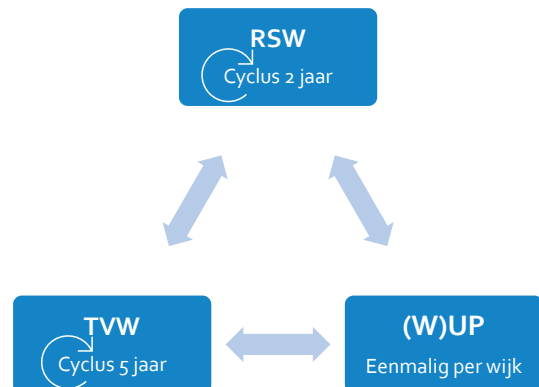 RSW
Cyclus 2 jaar
TVW
Cyclus 5 jaar
(W)UP
Eenmalig per wijk